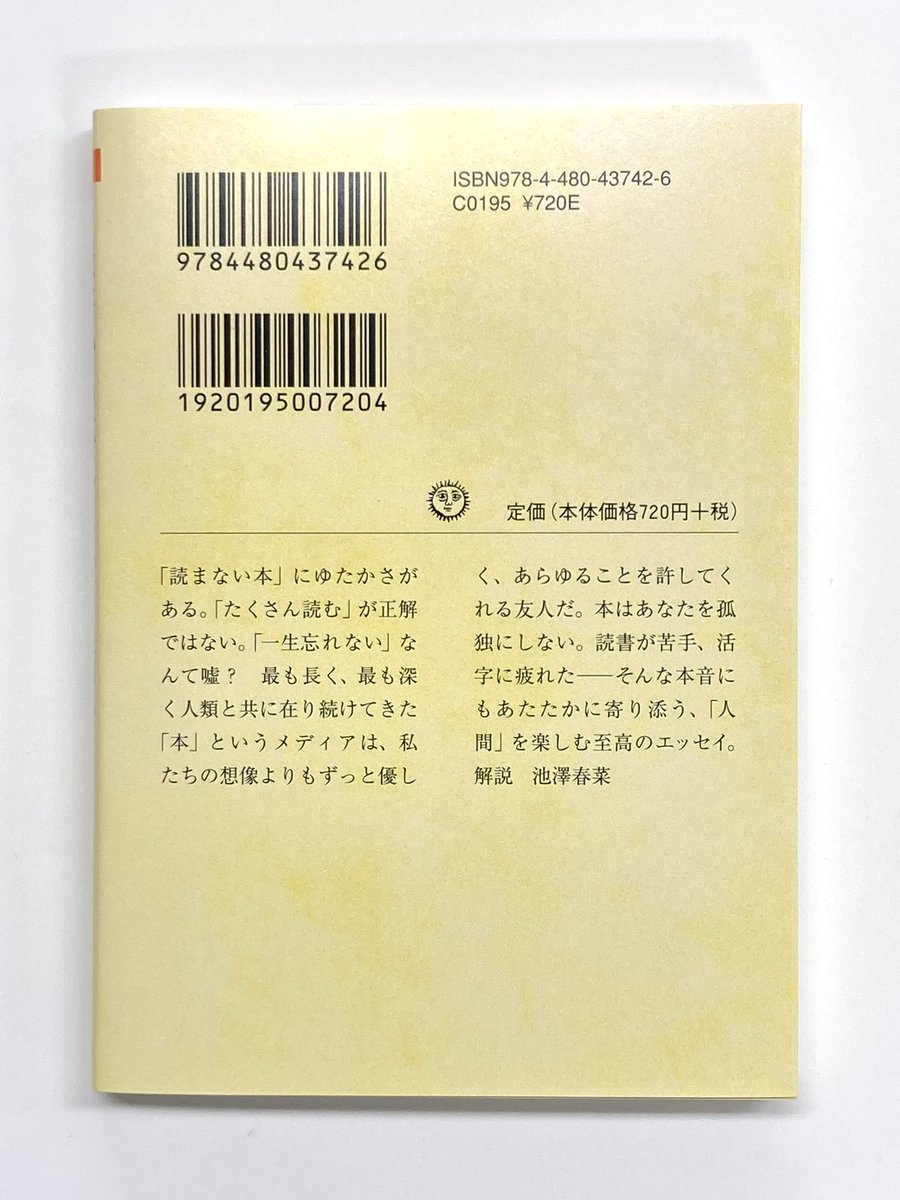 ISBN978-4-480-43742-6
C0195 ¥720E
9784480437426
1920195007204
定価(本体価格720円+税)
「読まない本」にゆたかさが
ある。「たくさん読む」が正解
ではない。「一生忘れない」な
んて嘘? 最も長く、最も深
く人類と共に在り続けてきた
「本」というメディアは、私
たちの想像よりもずっと優し
く、あらゆることを許してく
れる友人だ。本はあなたを孤
独にしない。読書が苦手、活
字に疲れた――そんな本音に
もあたたかに寄り添う、「人
間」を楽しむ至高のエッセイ。
解説 池澤春菜